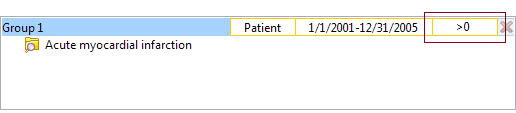 Group 1 Patient 1/1/2001-12/31/2005 >0
Acute myocardial infarction